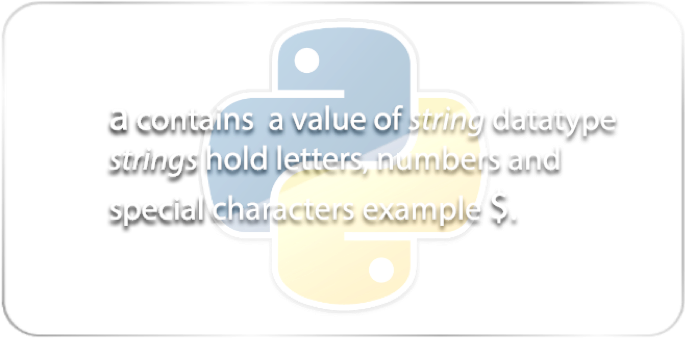 a contains a value of string datatype
strings hold letters, numbers and
special characters example $.